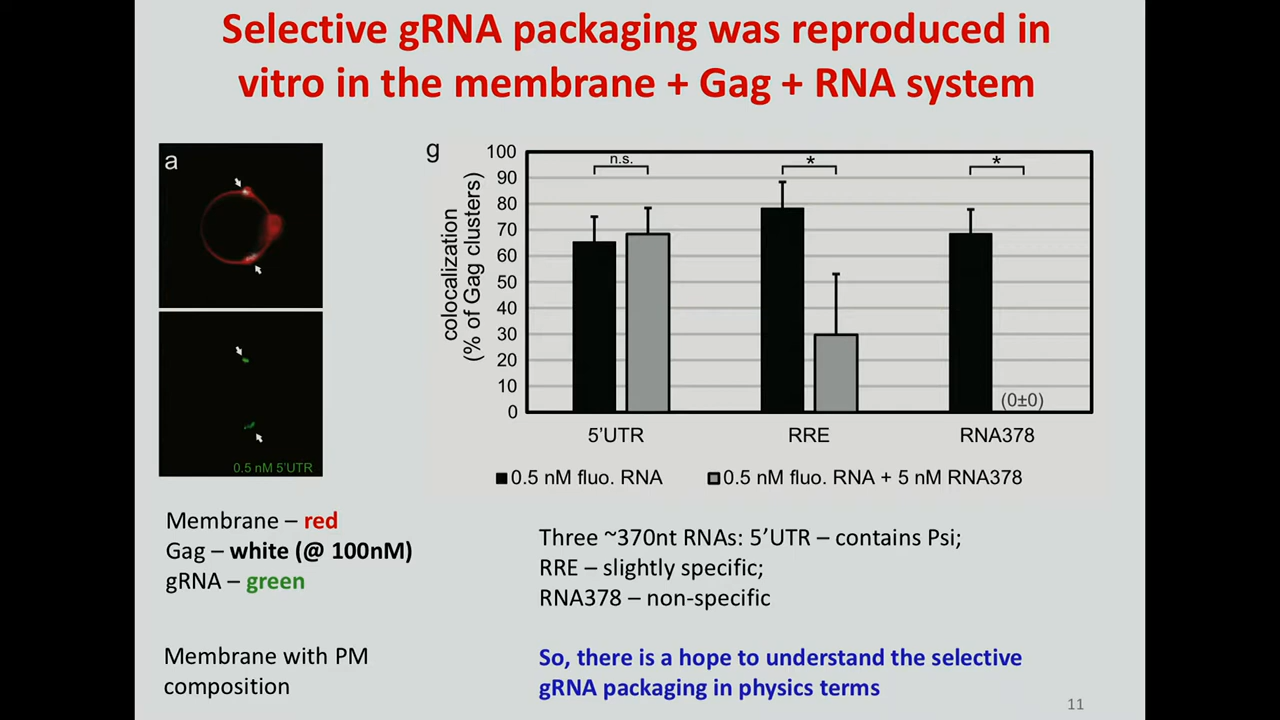 Selective gRNA packaging was reproduced in
vitro in the membrane + Gag + RNA system
a
0.5 nM 5'UTR
Membrane – red
Gag – white (@ 100nM)
gRNA – green
Membrane with PM
composition
g
colocalization
(% of Gag clusters)
100
90
80
70
60
50
40
30
20
10
0
n.s.
*
*
(0±0)
5'UTR
RRE
RNA378
0.5 nM fluo. RNA
0.5 nM fluo. RNA + 5 nM RNA378
Three ~370nt RNAs: 5'UTR – contains Psi;
RRE – slightly specific;
RNA378 – non-specific
So, there is a hope to understand the selective
gRNA packaging in physics terms
11